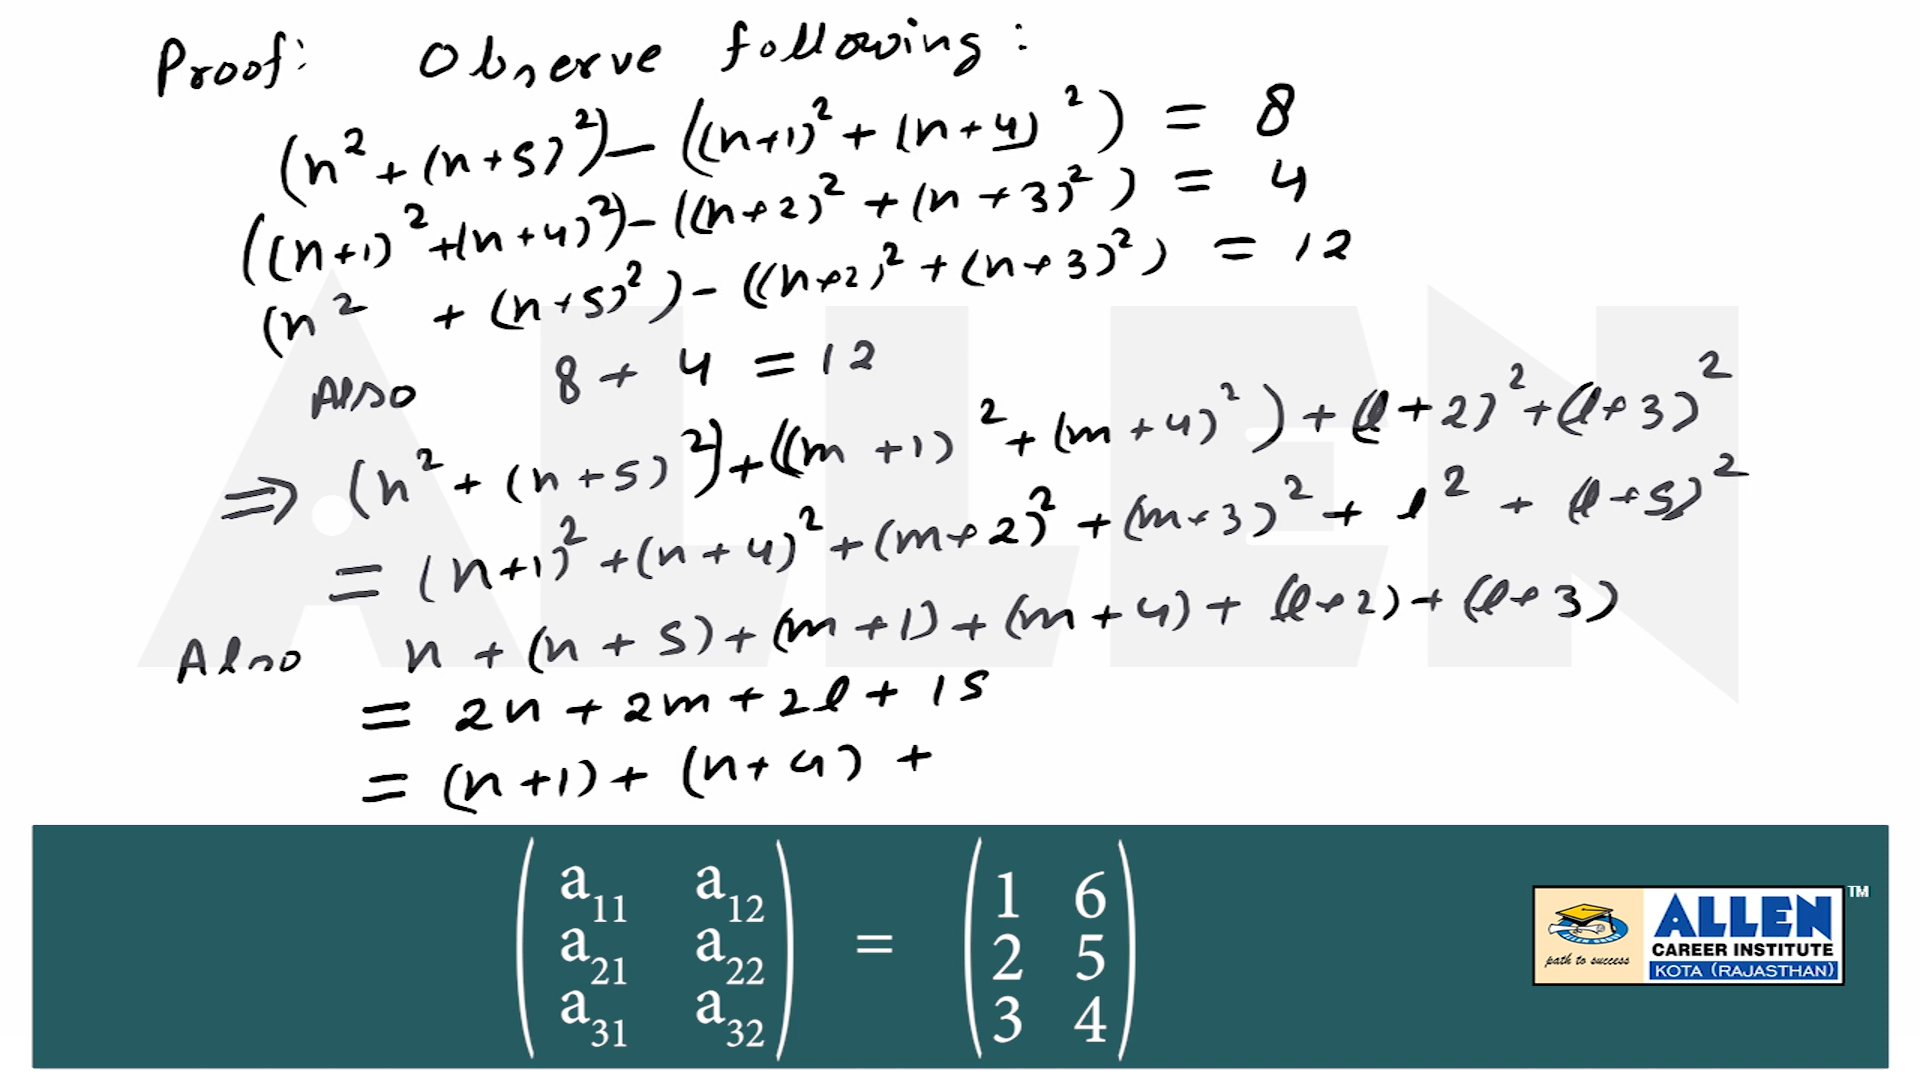 Proof: Observe following:
(n² + (n+5)²) − ((n+1)² + (n+4)²) = 8
((n+1)² + (n+4)²) − ((n+2)² + (n+3)²) = 4
(n² + (n+5)²) − ((n+2)² + (n+3)²) = 12
Also 8 + 4 = 12
⇒ (n² + (n+5)²) + ((m+1)² + (m+4)²) + (l+2)² + (l+3)²
= (n+1)² + (n+4)² + (m+2)² + (m+3)² + l² + (l+5)²
Also n + (n+5) + (m+1) + (m+4) + (l+2) + (l+3)
= 2n + 2m + 2l + 15
= (n+1) + (n+4) +
ALLEN
(a₁₁ a₁₂) (1 6)
(a₂₁ a₂₂) = (2 5)
(a₃₁ a₃₂) (3 4)
path to success
ALLEN ™
CAREER INSTITUTE
KOTA (RAJASTHAN)